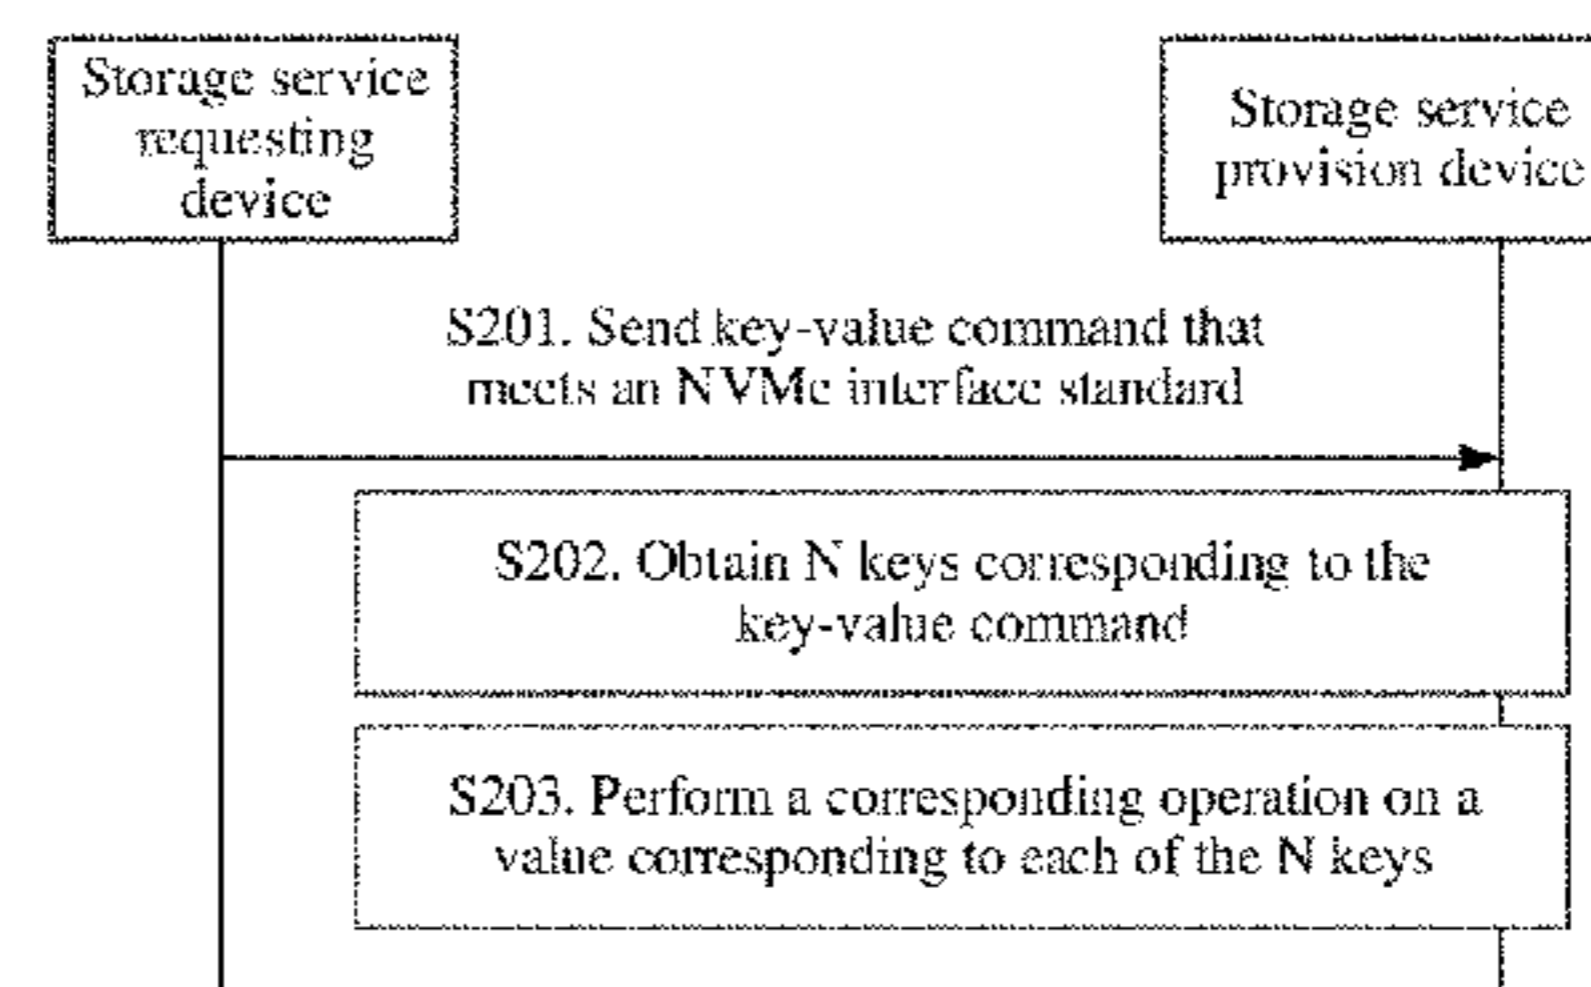 Storage service
requesting
device
Storage service
provision device
S201. Send key-value command that
meets an NVMe interface standard
S202. Obtain N keys corresponding to the
key-value command
S203. Perform a corresponding operation on a
value corresponding to each of the N keys